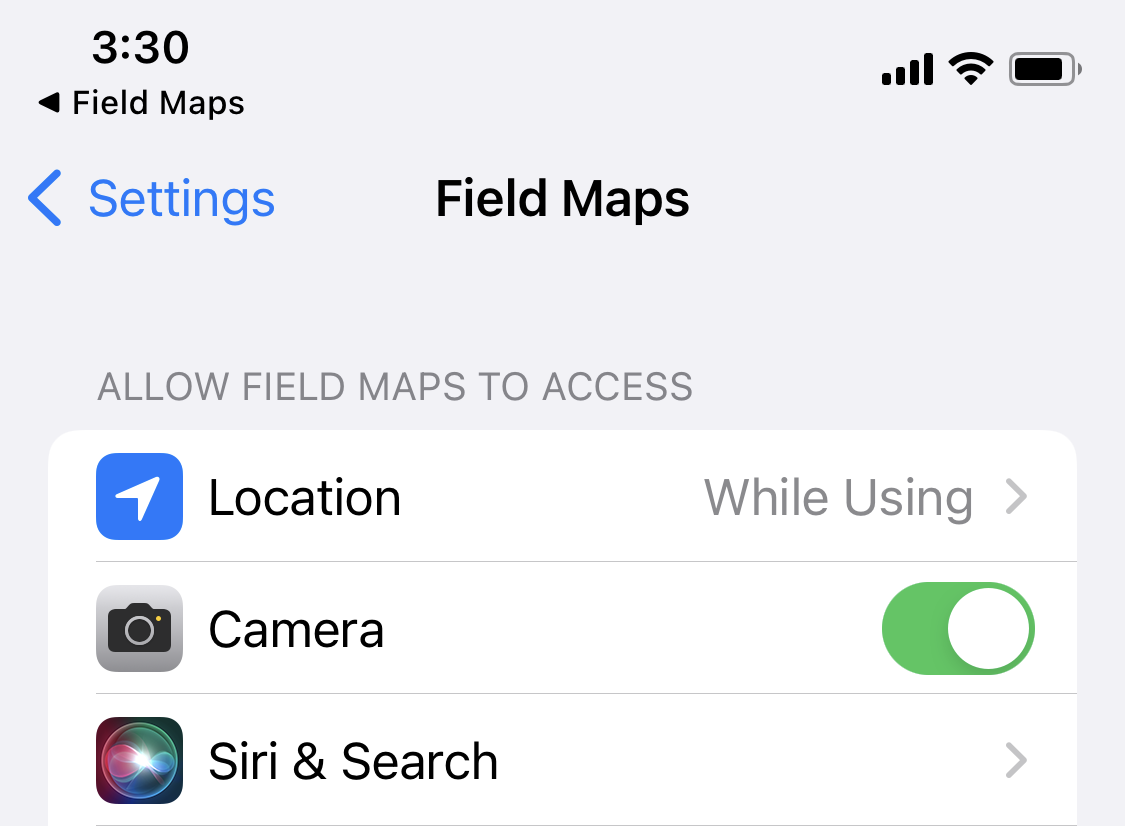 3:30
Field Maps
Settings
Field Maps
ALLOW FIELD MAPS TO ACCESS
Location While Using
Camera
Siri & Search